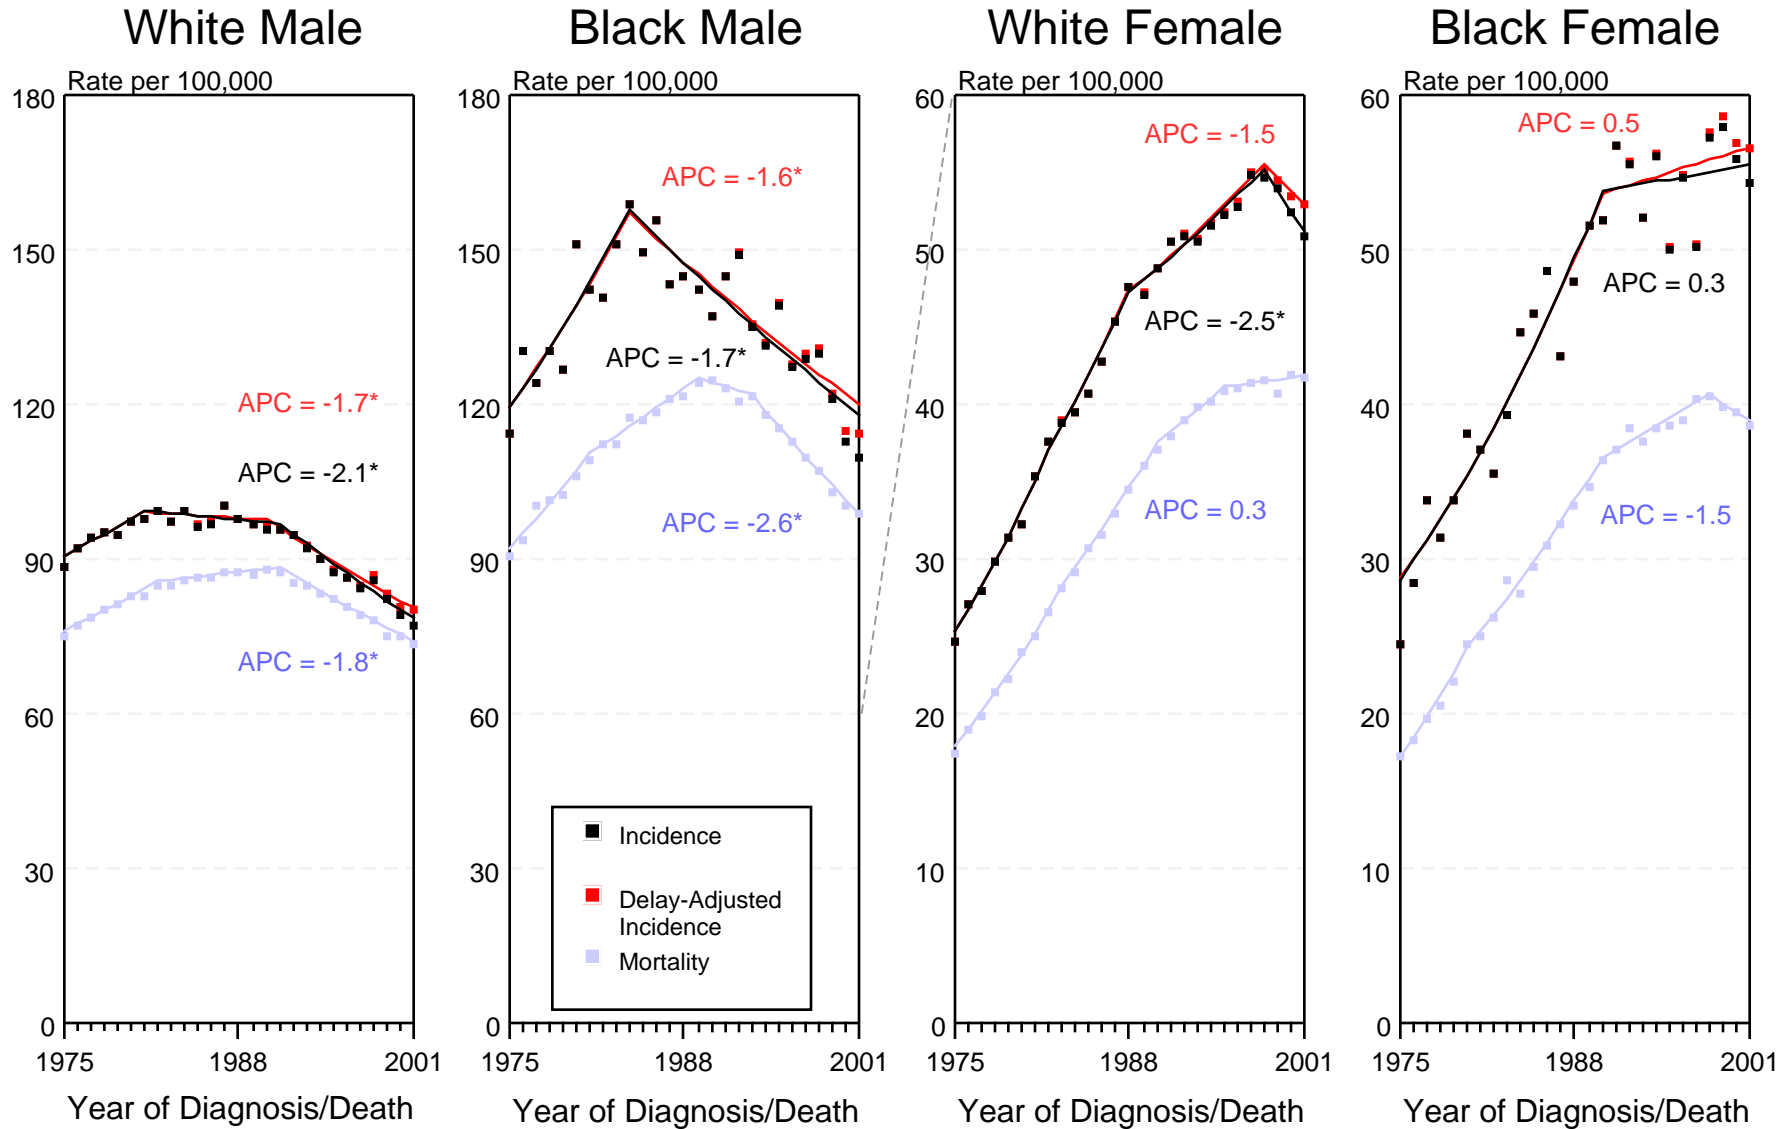 White Male
Rate per 100,000
180
150
120
90
60
30
0
APC = -1.7*
APC = -2.1*
APC = -1.8*
1975
1988
2001
Year of Diagnosis/Death
Black Male
Rate per 100,000
180
150
120
90
60
30
0
APC = -1.6*
APC = -1.7*
APC = -2.6*
Incidence
Delay-Adjusted
Incidence
Mortality
1975
1988
2001
Year of Diagnosis/Death
White Female
Rate per 100,000
60
50
40
30
20
10
0
APC = -1.5
APC = -2.5*
APC = 0.3
1975
1988
2001
Year of Diagnosis/Death
Black Female
Rate per 100,000
60
50
40
30
20
10
0
APC = 0.5
APC = 0.3
APC = -1.5
1975
1988
2001
Year of Diagnosis/Death